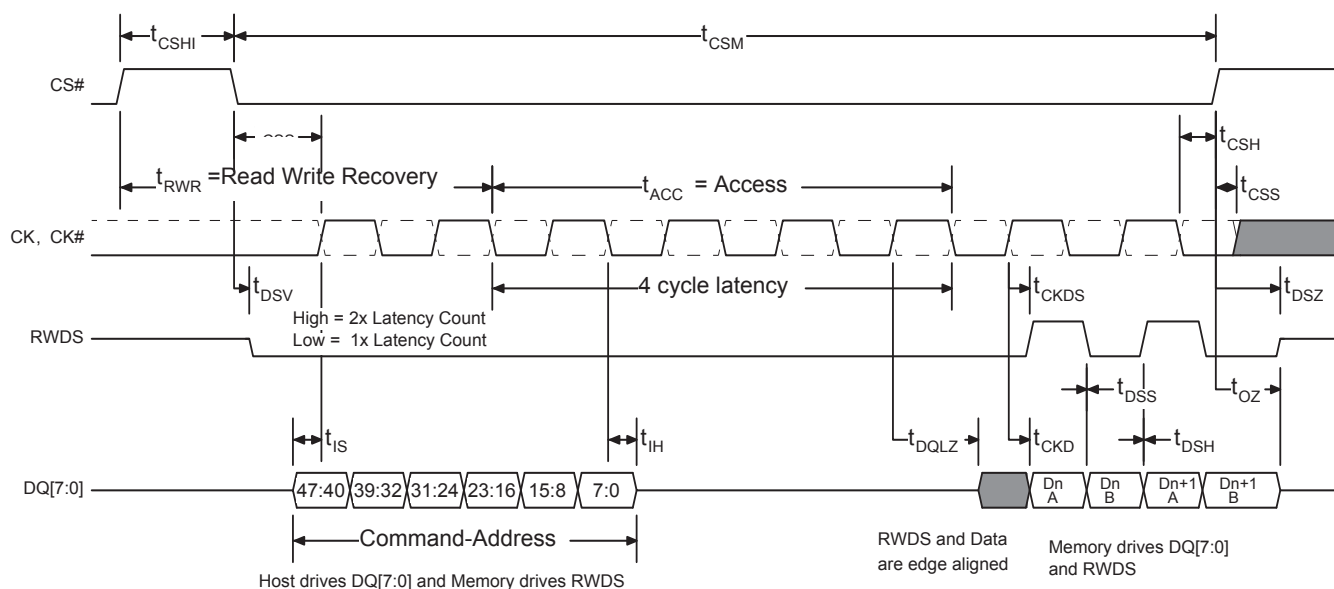 tCSHI
tCSM
CS#
tCSH
tRWR =Read Write Recovery
tACC = Access
tCSS
CK, CK#
tDSV
4 cycle latency
tCKDS
tDSZ
High = 2x Latency Count
Low = 1x Latency Count
RWDS
tDSS
tOZ
tIS
tIH
tDQLZ
tCKD
tDSH
DQ[7:0]
47:40 39:32 31:24 23:16 15:8 7:0
Dn A
Dn B
Dn+1 A
Dn+1 B
Command-Address
RWDS and Data
are edge aligned
Memory drives DQ[7:0]
and RWDS
Host drives DQ[7:0] and Memory drives RWDS